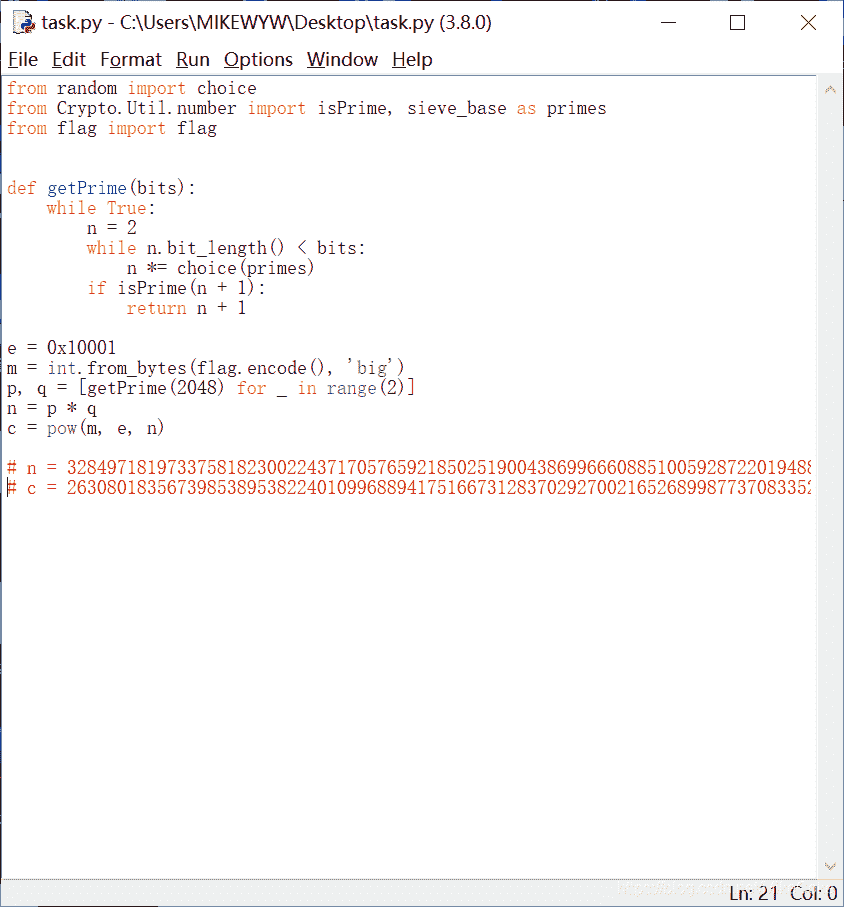 task.py - C:\Users\MIKEWYW\Desktop\task.py (3.8.0)
File Edit Format Run Options Window Help
from random import choice
from Crypto.Util.number import isPrime, sieve_base as primes
from flag import flag
def getPrime(bits):
    while True:
        n = 2
        while n.bit_length() < bits:
            n *= choice(primes)
        if isPrime(n + 1):
            return n + 1
e = 0x10001
m = int.from_bytes(flag.encode(), 'big')
p, q = [getPrime(2048) for _ in range(2)]
n = p * q
c = pow(m, e, n)
# n = 32849718197337581823002243717057659218502519004386996660885100592872201948
# c = 26308018356739853895382240109968894175166731283702927002165268998773708335
Ln: 21 Col: 0